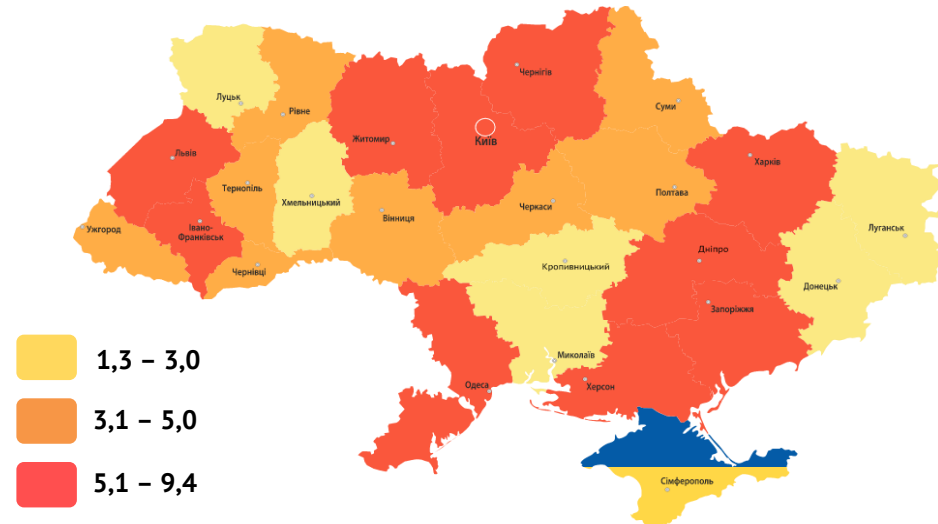 Чернігів
Луцьк
Рівне
Суми
Київ
Житомир
Львів
Харків
Тернопіль
Хмельницький
Полтава
Черкаси
Вінниця
Івано-
Франківськ
Ужгород
Луганськ
Дніпро
Чернівці
Кропивницький
Донецьк
Запоріжжя
Миколаїв
Одеса
Херсон
Сімферополь
1,3 – 3,0
3,1 – 5,0
5,1 – 9,4